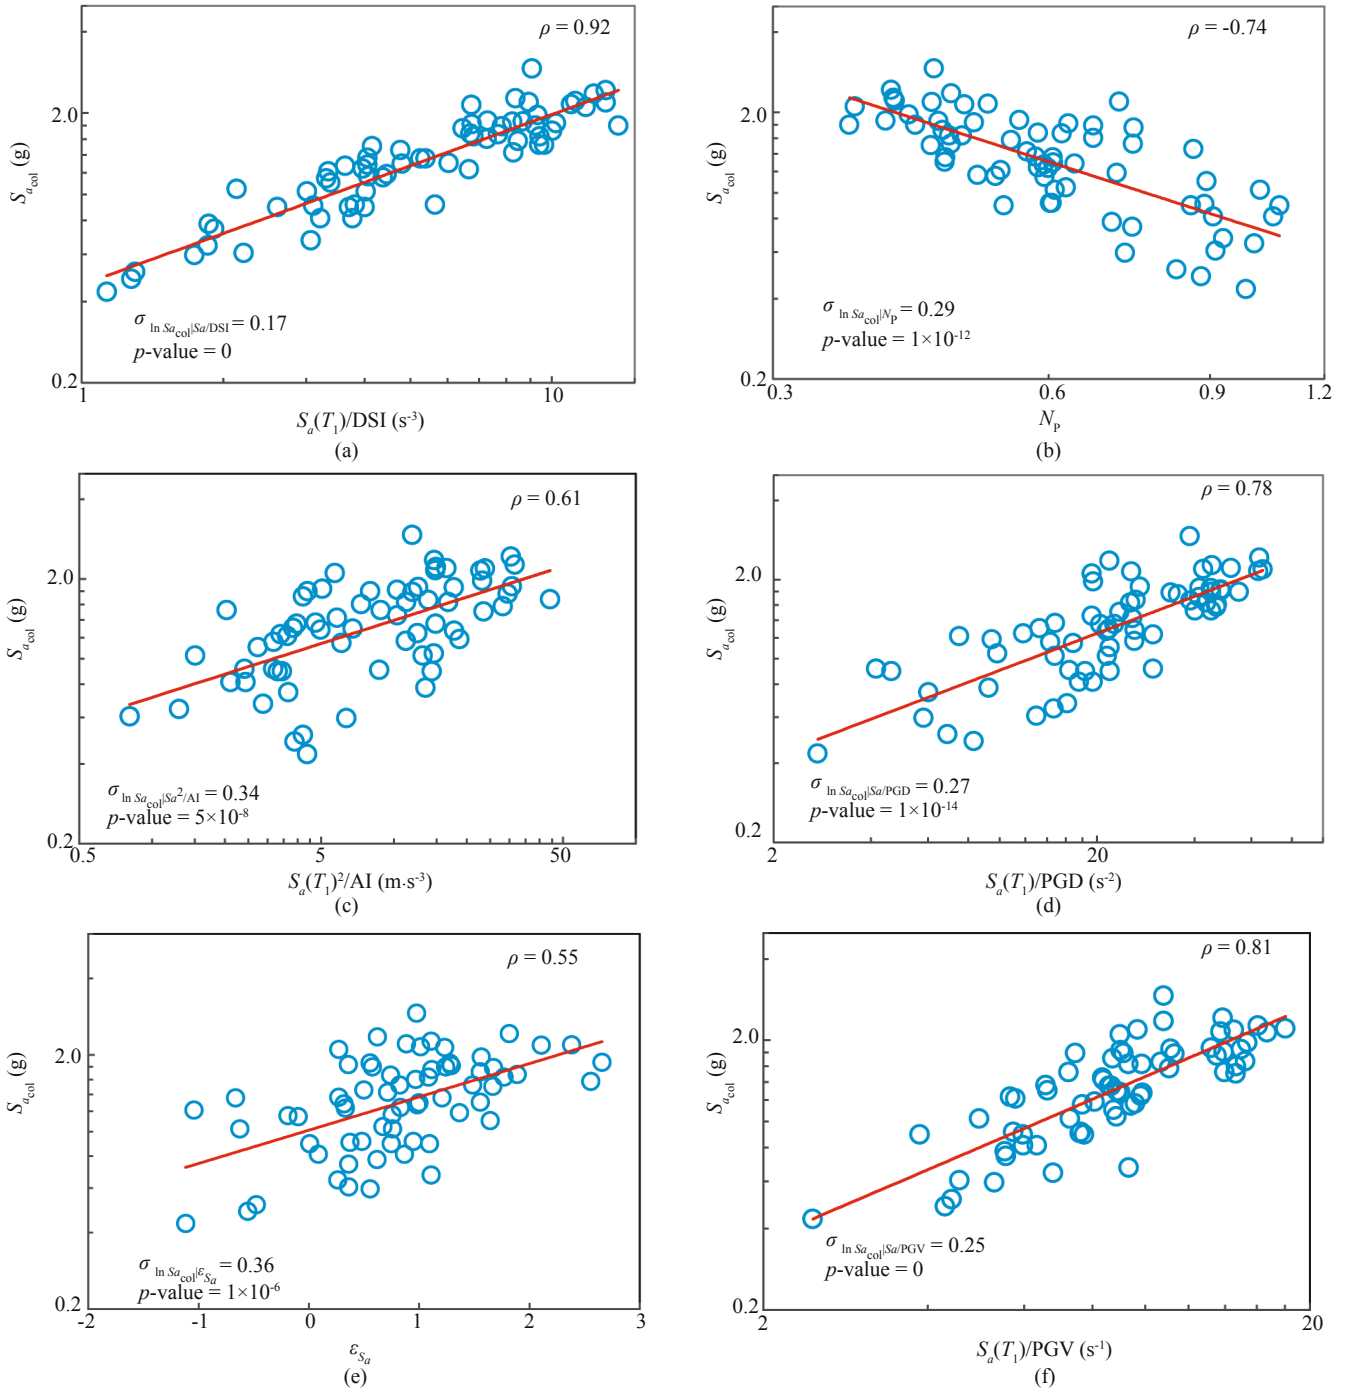 ρ = 0.92
2.0
S_a_col (g)
σ ln Sa_col|Sa/DSI = 0.17
p-value = 0
0.2
1 10
S_a(T_1)/DSI (s^-3)
(a)
ρ = -0.74
2.0
S_a_col (g)
σ ln Sa_col|N_P = 0.29
p-value = 1×10^-12
0.2
0.3 0.6 0.9 1.2
N_P
(b)
ρ = 0.61
2.0
S_a_col (g)
σ ln Sa_col|Sa^2/AI = 0.34
p-value = 5×10^-8
0.2
0.5 5 50
S_a(T_1)^2/AI (m·s^-3)
(c)
ρ = 0.78
2.0
S_a_col (g)
σ ln Sa_col|Sa/PGD = 0.27
p-value = 1×10^-14
0.2
2 20
S_a(T_1)/PGD (s^-2)
(d)
ρ = 0.55
2.0
S_a_col (g)
σ ln Sa_col|ε_Sa = 0.36
p-value = 1×10^-6
0.2
-2 -1 0 1 2 3
ε_S_a
(e)
ρ = 0.81
2.0
S_a_col (g)
σ ln Sa_col|Sa/PGV = 0.25
p-value = 0
0.2
2 20
S_a(T_1)/PGV (s^-1)
(f)